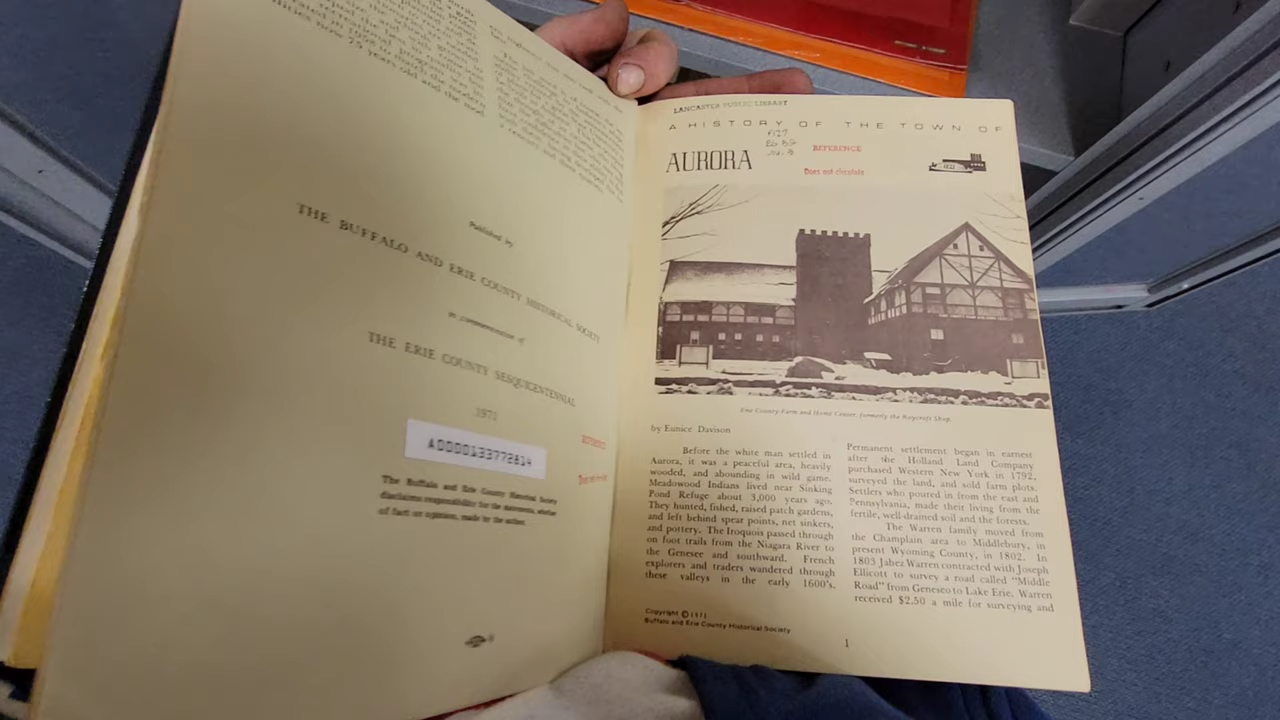 Published by
THE BUFFALO AND ERIE COUNTY HISTORICAL SOCIETY
in commemoration of
THE ERIE COUNTY SESQUICENTENNIAL
1971
A0000133772814
REFERENCE
The Buffalo and Erie County Historical Society
disclaims responsibility for the statements, whether
of fact or opinion, made by the author.
LANCASTER PUBLIC LIBRARY
A HISTORY OF THE TOWN OF
F127
REFERENCE
AURORA
Does not circulate
Erie County Farm and Home Center, formerly the Roycroft Shop.
by Eunice Davison
Before the white man settled in
Aurora, it was a peaceful area, heavily
wooded, and abounding in wild game.
Meadowood Indians lived near Sinking
Pond Refuge about 3,000 years ago.
They hunted, fished, raised patch gardens,
and left behind spear points, net sinkers,
and pottery. The Iroquois passed through
on foot trails from the Niagara River to
the Genesee and southward. French
explorers and traders wandered through
these valleys in the early 1600's.
Permanent settlement began in earnest
after the Holland Land Company
purchased Western New York in 1792,
surveyed the land, and sold farm plots.
Settlers who poured in from the east and
Pennsylvania, made their living from the
fertile, well-drained soil and the forests.
The Warren family moved from
the Champlain area to Middlebury, in
present Wyoming County, in 1802. In
1803 Jabez Warren contracted with Joseph
Ellicott to survey a road called "Middle
Road" from Geneseo to Lake Erie. Warren
received $2.50 a mile for surveying and
Copyright © 1971
Buffalo and Erie County Historical Society
1